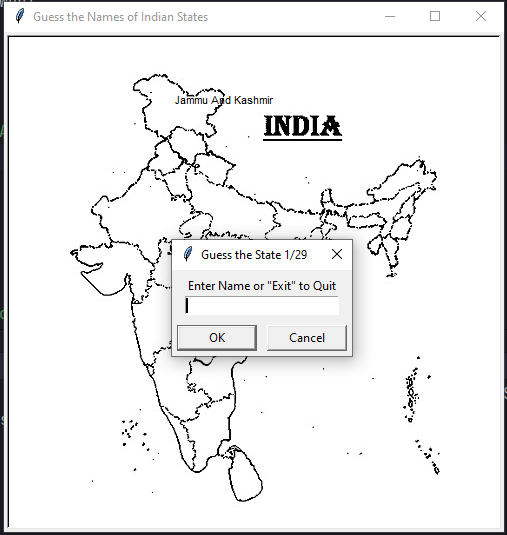 Guess the Names of Indian States
Jammu And Kashmir
INDIA
Guess the State 1/29
Enter Name or "Exit" to Quit
OK
Cancel